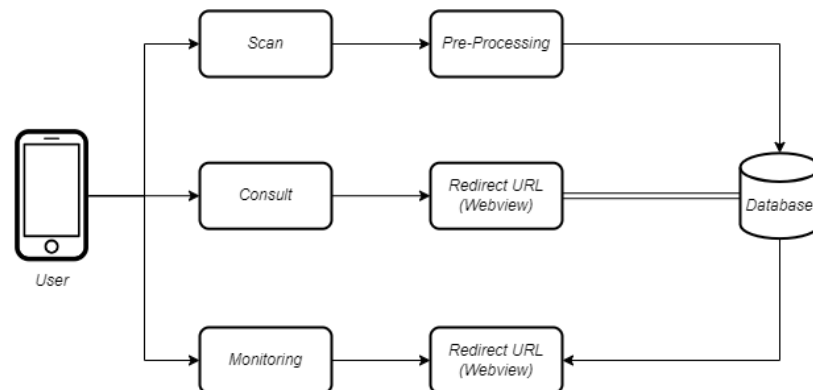 Scan
Pre-Processing
Consult
Redirect URL
(Webview)
Database
User
Monitoring
Redirect URL
(Webview)